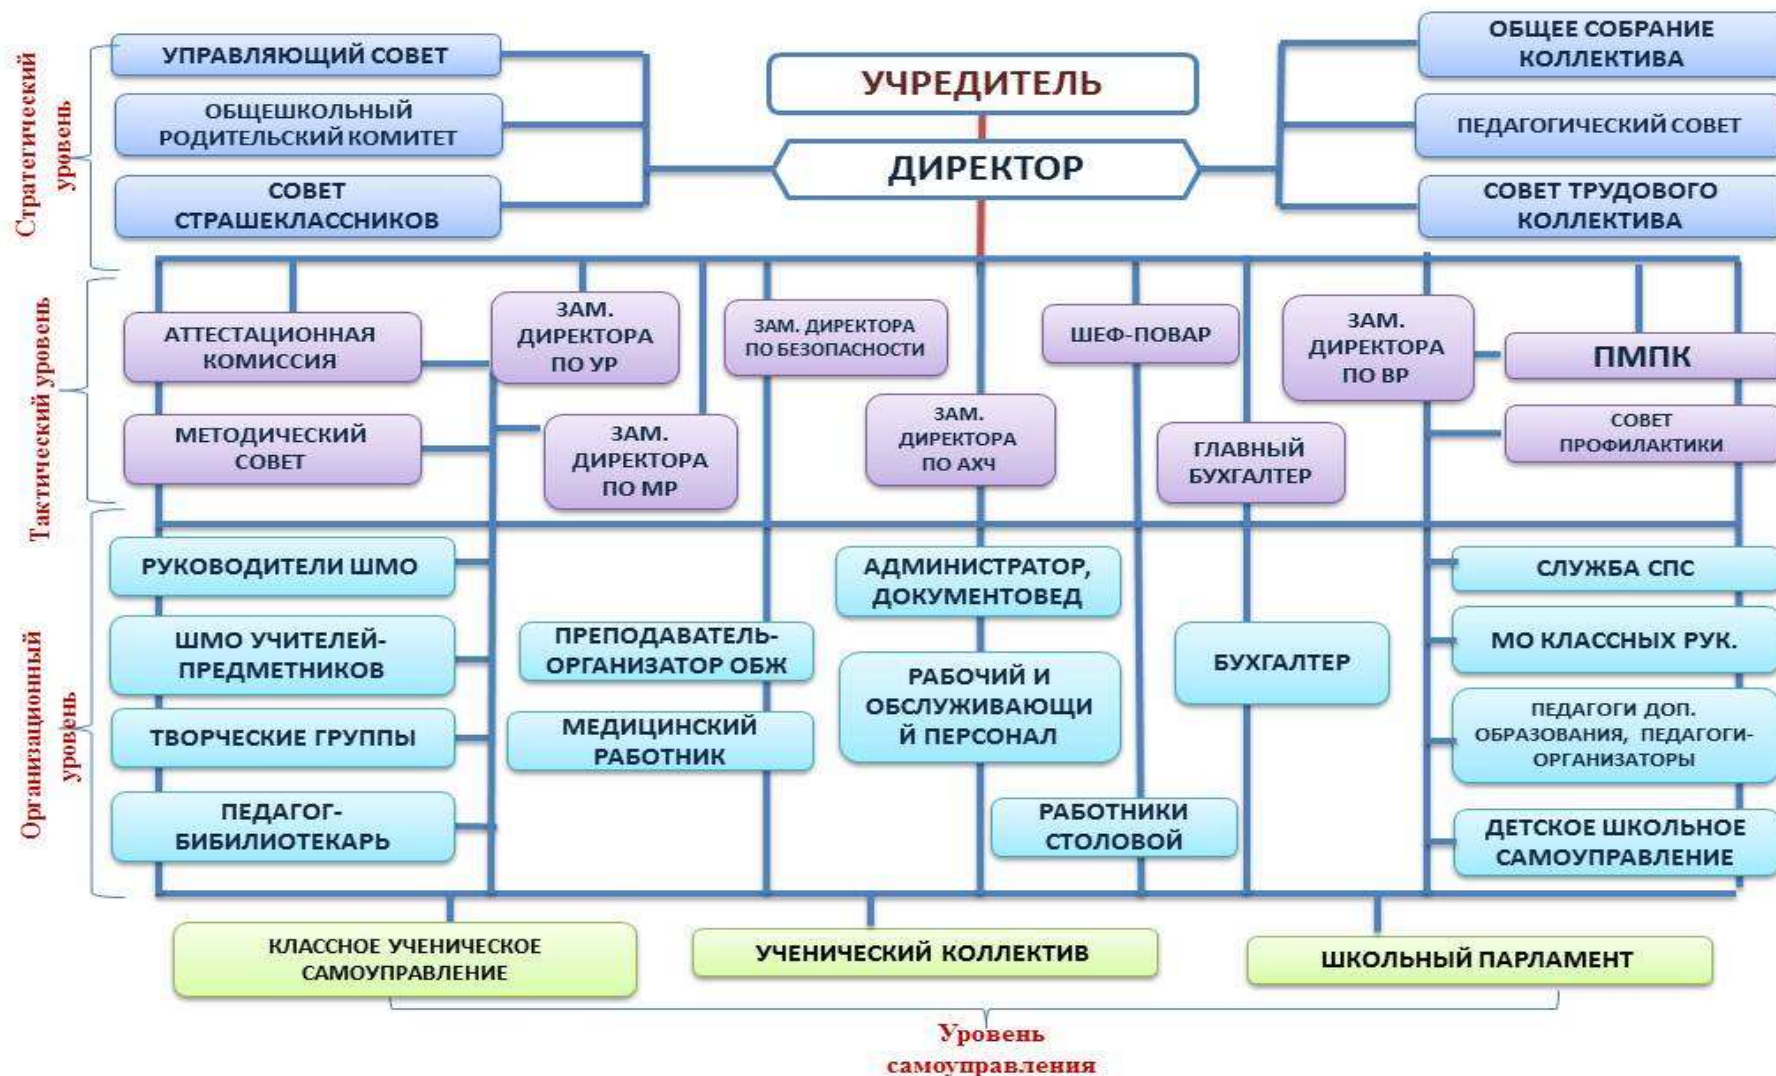 Стратегический
уровень
УПРАВЛЯЮЩИЙ СОВЕТ
ОБЩЕШКОЛЬНЫЙ
РОДИТЕЛЬСКИЙ КОМИТЕТ
СОВЕТ
СТРАШЕКЛАССНИКОВ
УЧРЕДИТЕЛЬ
ДИРЕКТОР
ОБЩЕЕ СОБРАНИЕ
КОЛЛЕКТИВА
ПЕДАГОГИЧЕСКИЙ СОВЕТ
СОВЕТ ТРУДОВОГО
КОЛЛЕКТИВА
Тактический уровень
АТТЕСТАЦИОННАЯ
КОМИССИЯ
ЗАМ.
ДИРЕКТОРА
ПО УР
ЗАМ. ДИРЕКТОРА
ПО БЕЗОПАСНОСТИ
ШЕФ-ПОВАР
ЗАМ.
ДИРЕКТОРА
ПО ВР
ПМПК
МЕТОДИЧЕСКИЙ
СОВЕТ
ЗАМ.
ДИРЕКТОРА
ПО МР
ЗАМ.
ДИРЕКТОРА
ПО АХЧ
ГЛАВНЫЙ
БУХГАЛТЕР
СОВЕТ
ПРОФИЛАКТИКИ
Организационный
уровень
РУКОВОДИТЕЛИ ШМО
ШМО УЧИТЕЛЕЙ-
ПРЕДМЕТНИКОВ
ТВОРЧЕСКИЕ ГРУППЫ
ПЕДАГОГ-
БИБИЛИОТЕКАРЬ
ПРЕПОДАВАТЕЛЬ-
ОРГАНИЗАТОР ОБЖ
МЕДИЦИНСКИЙ
РАБОТНИК
АДМИНИСТРАТОР,
ДОКУМЕНТОВЕД
РАБОЧИЙ И
ОБСЛУЖИВАЮЩИ
Й ПЕРСОНАЛ
РАБОТНИКИ
СТОЛОВОЙ
БУХГАЛТЕР
СЛУЖБА СПС
МО КЛАССНЫХ РУК.
ПЕДАГОГИ ДОП.
ОБРАЗОВАНИЯ, ПЕДАГОГИ-
ОРГАНИЗАТОРЫ
ДЕТСКОЕ ШКОЛЬНОЕ
САМОУПРАВЛЕНИЕ
КЛАССНОЕ УЧЕНИЧЕСКОЕ
САМОУПРАВЛЕНИЕ
УЧЕНИЧЕСКИЙ КОЛЛЕКТИВ
ШКОЛЬНЫЙ ПАРЛАМЕНТ
Уровень
самоуправления